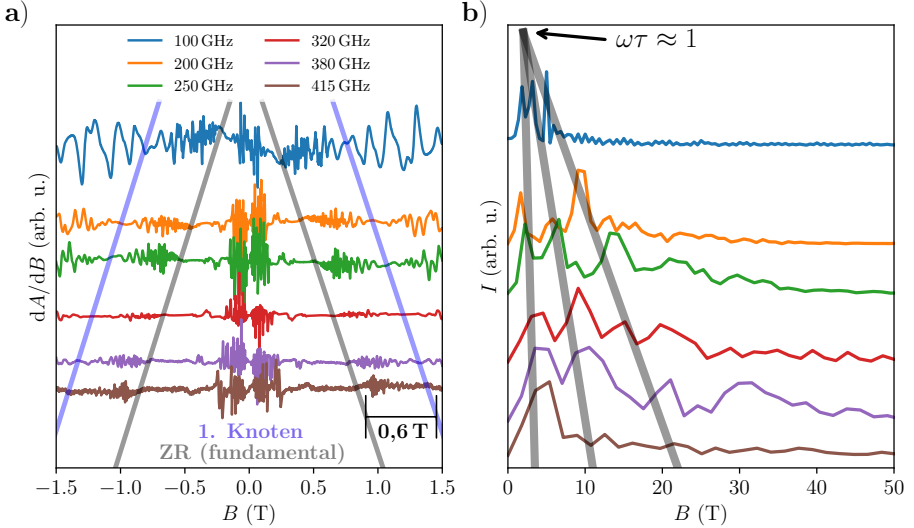 a)
100 GHz
200 GHz
250 GHz
320 GHz
380 GHz
415 GHz
dA/dB (arb. u.)
0,6 T
1. Knoten
ZR (fundamental)
−1.5 −1.0 −0.5 0.0 0.5 1.0 1.5
B (T)
b)
ωτ ≈ 1
I (arb. u.)
0 10 20 30 40 50
B (T)